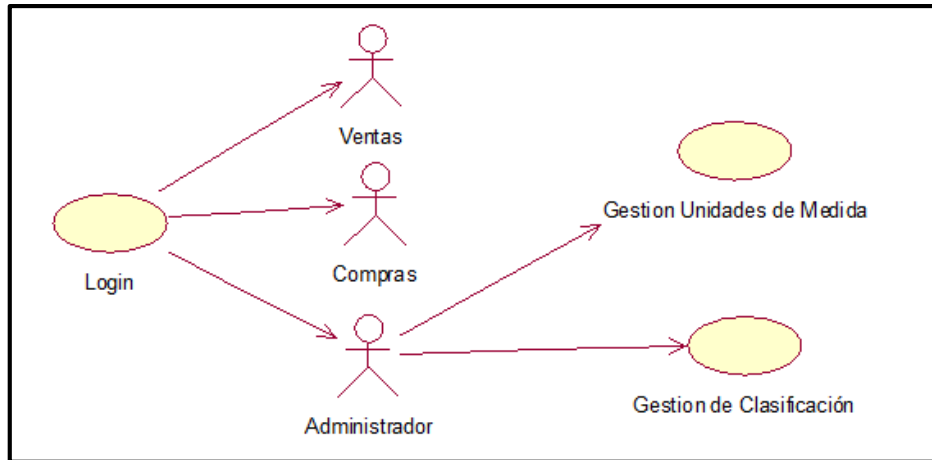 Ventas
Gestion Unidades de Medida
Login
Compras
Gestion de Clasificación
Administrador